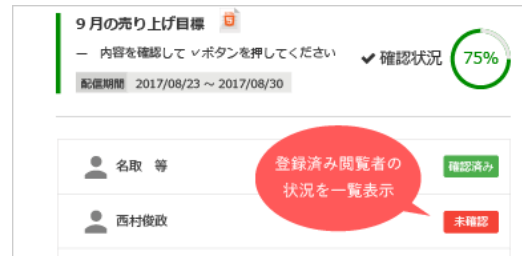 9月の売り上げ目標
― 内容を確認して✓ボタンを押してください
✔確認状況 75%
配信期間 2017/08/23 ～ 2017/08/30
名取 等
登録済み閲覧者の
状況を一覧表示
確認済み
西村俊政
未確認